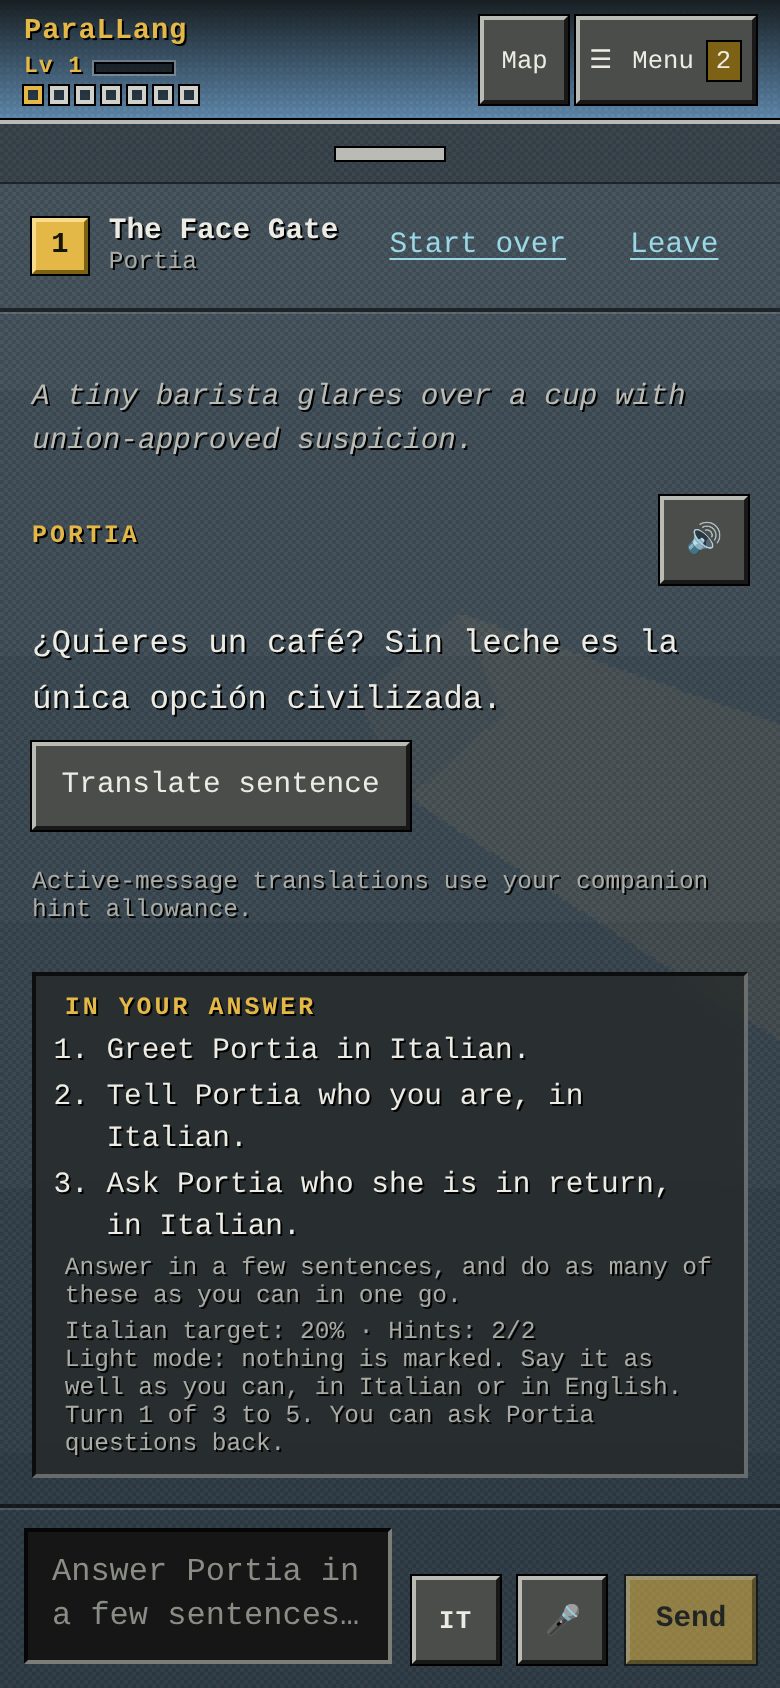 ParaLLang
Lv 1
Map
☰ Menu 2
1
The Face Gate
Portia
Start over
Leave
A tiny barista glares over a cup with
union-approved suspicion.
PORTIA
¿Quieres un café? Sin leche es la
única opción civilizada.
Translate sentence
Active-message translations use your companion
hint allowance.
IN YOUR ANSWER
1. Greet Portia in Italian.
2. Tell Portia who you are, in
Italian.
3. Ask Portia who she is in return,
in Italian.
Answer in a few sentences, and do as many of
these as you can in one go.
Italian target: 20% · Hints: 2/2
Light mode: nothing is marked. Say it as
well as you can, in Italian or in English.
Turn 1 of 3 to 5. You can ask Portia
questions back.
Answer Portia in
a few sentences…
IT
Send